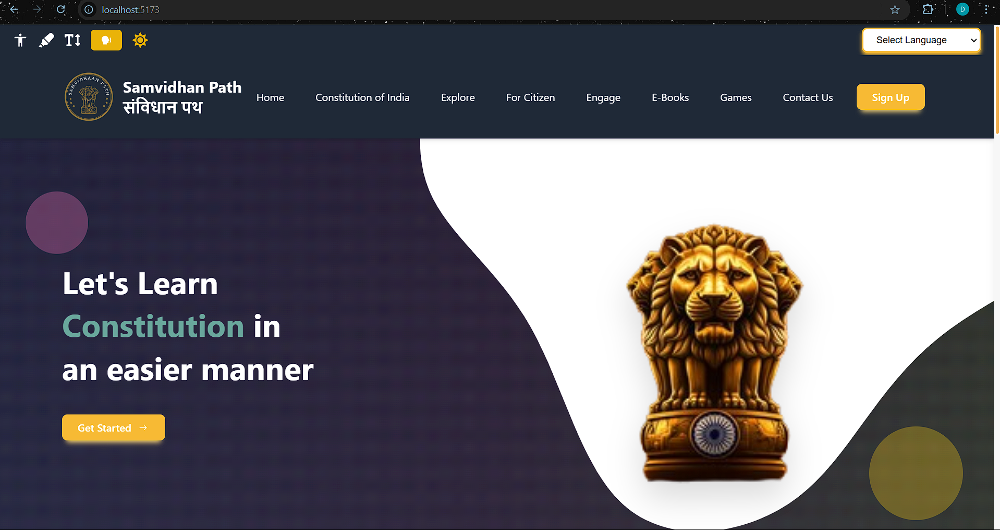 localhost:5173
D
Select Language
SAMVIDHAAN PATH
Samvidhan Path
संविधान पथ
Home
Constitution of India
Explore
For Citizen
Engage
E-Books
Games
Contact Us
Sign Up
Let's Learn
Constitution in
an easier manner
Get Started